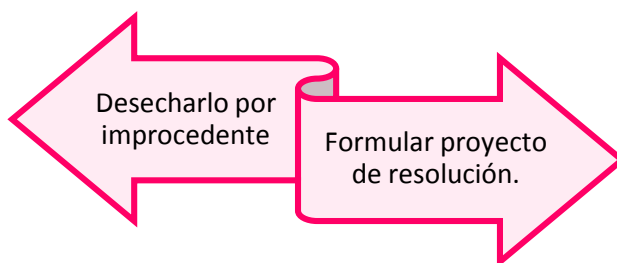 Desecharlo por
improcedente
Formular proyecto
de resolución.